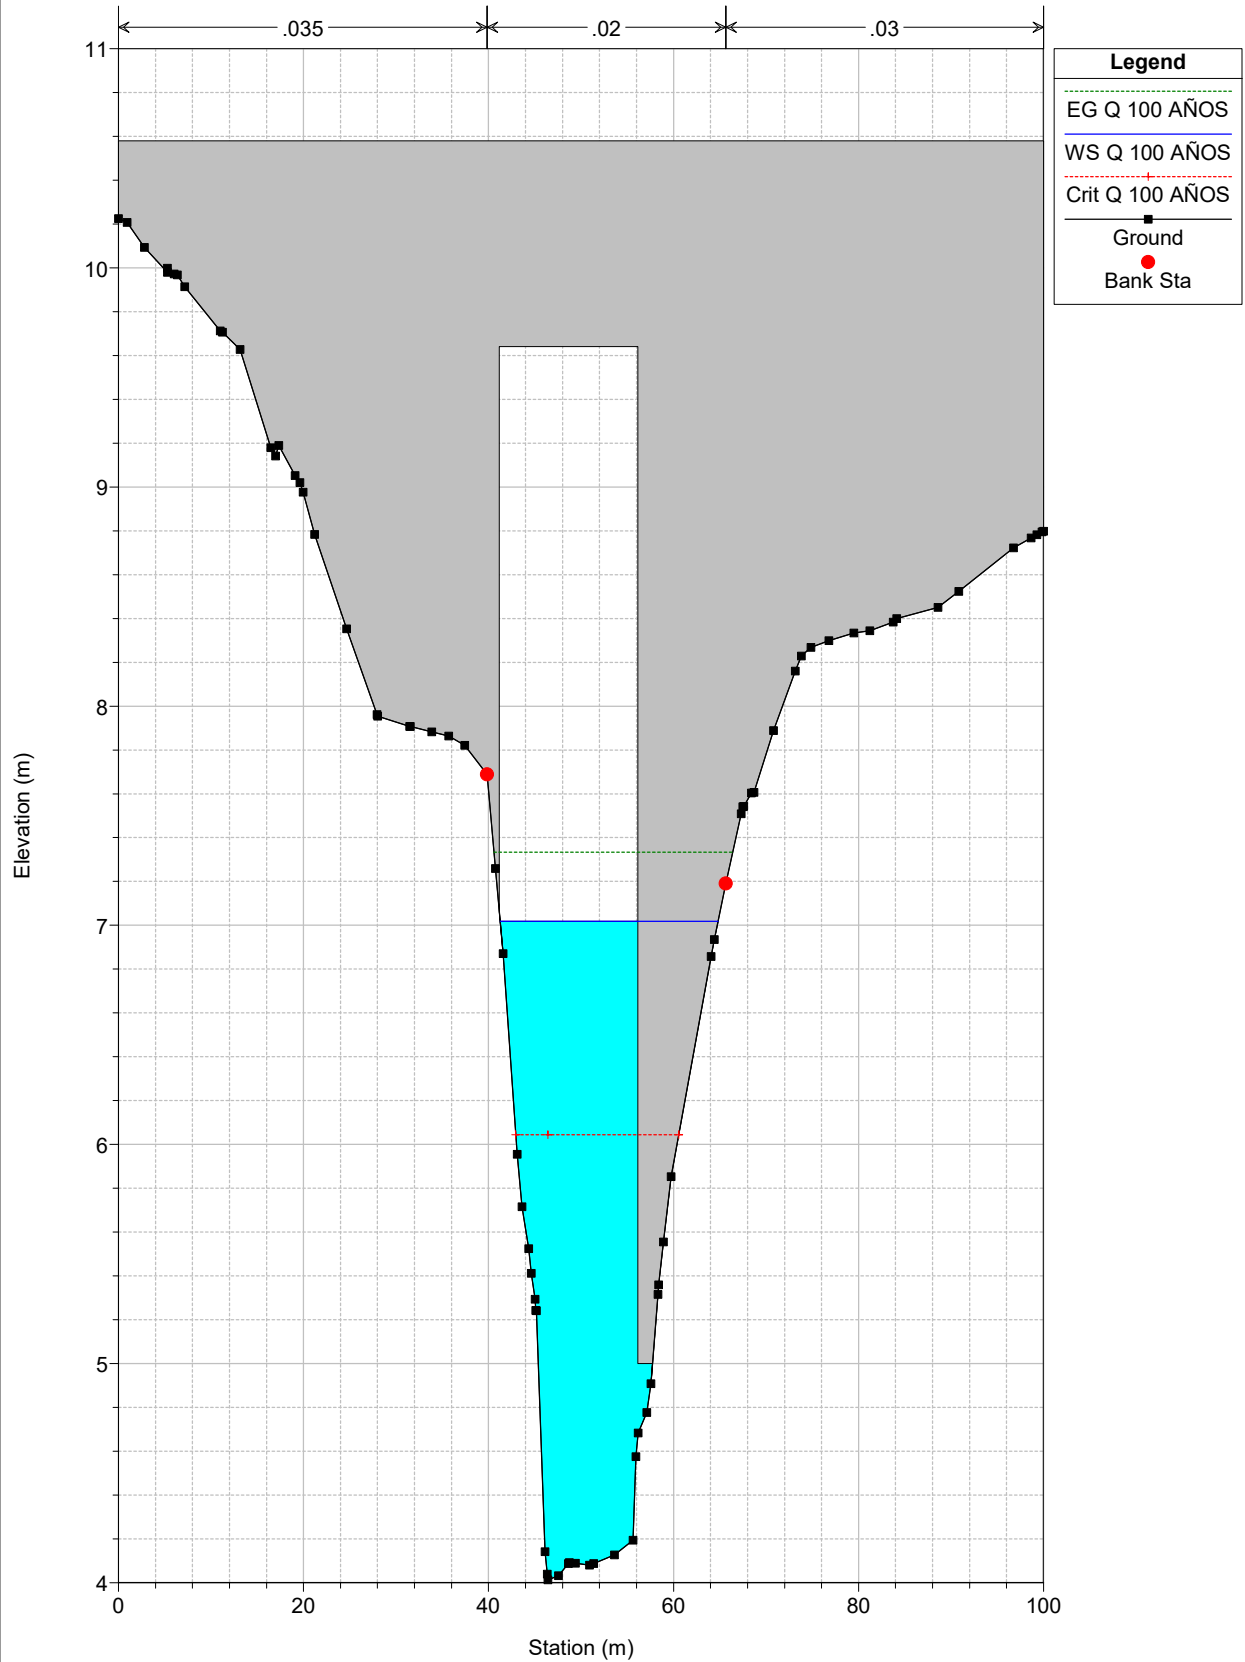 .035 .02 .03
Legend
EG Q 100 AÑOS
WS Q 100 AÑOS
Crit Q 100 AÑOS
Ground
Bank Sta
11
10
9
8
7
6
5
4
Elevation (m)
0 20 40 60 80 100
Station (m)